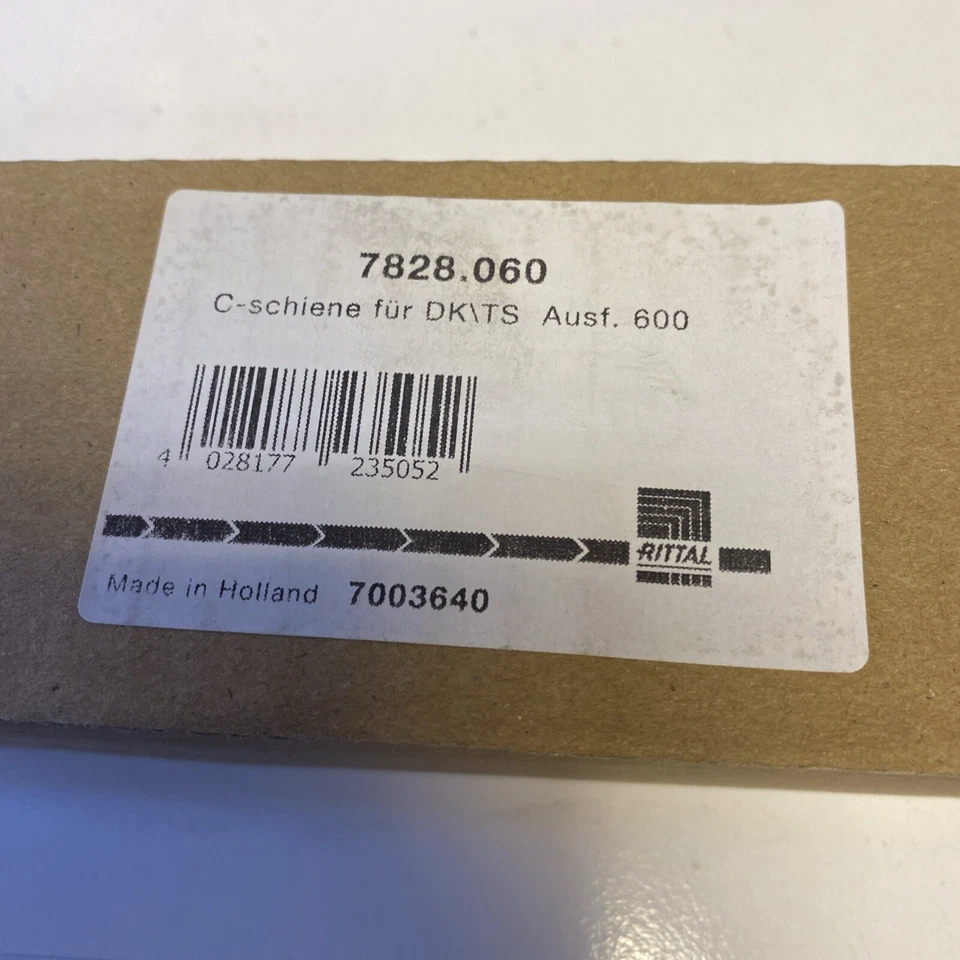 7828.060
C-schiene für DK\TS Ausf. 600
4 028177 235052
RITTAL
Made in Holland 7003640